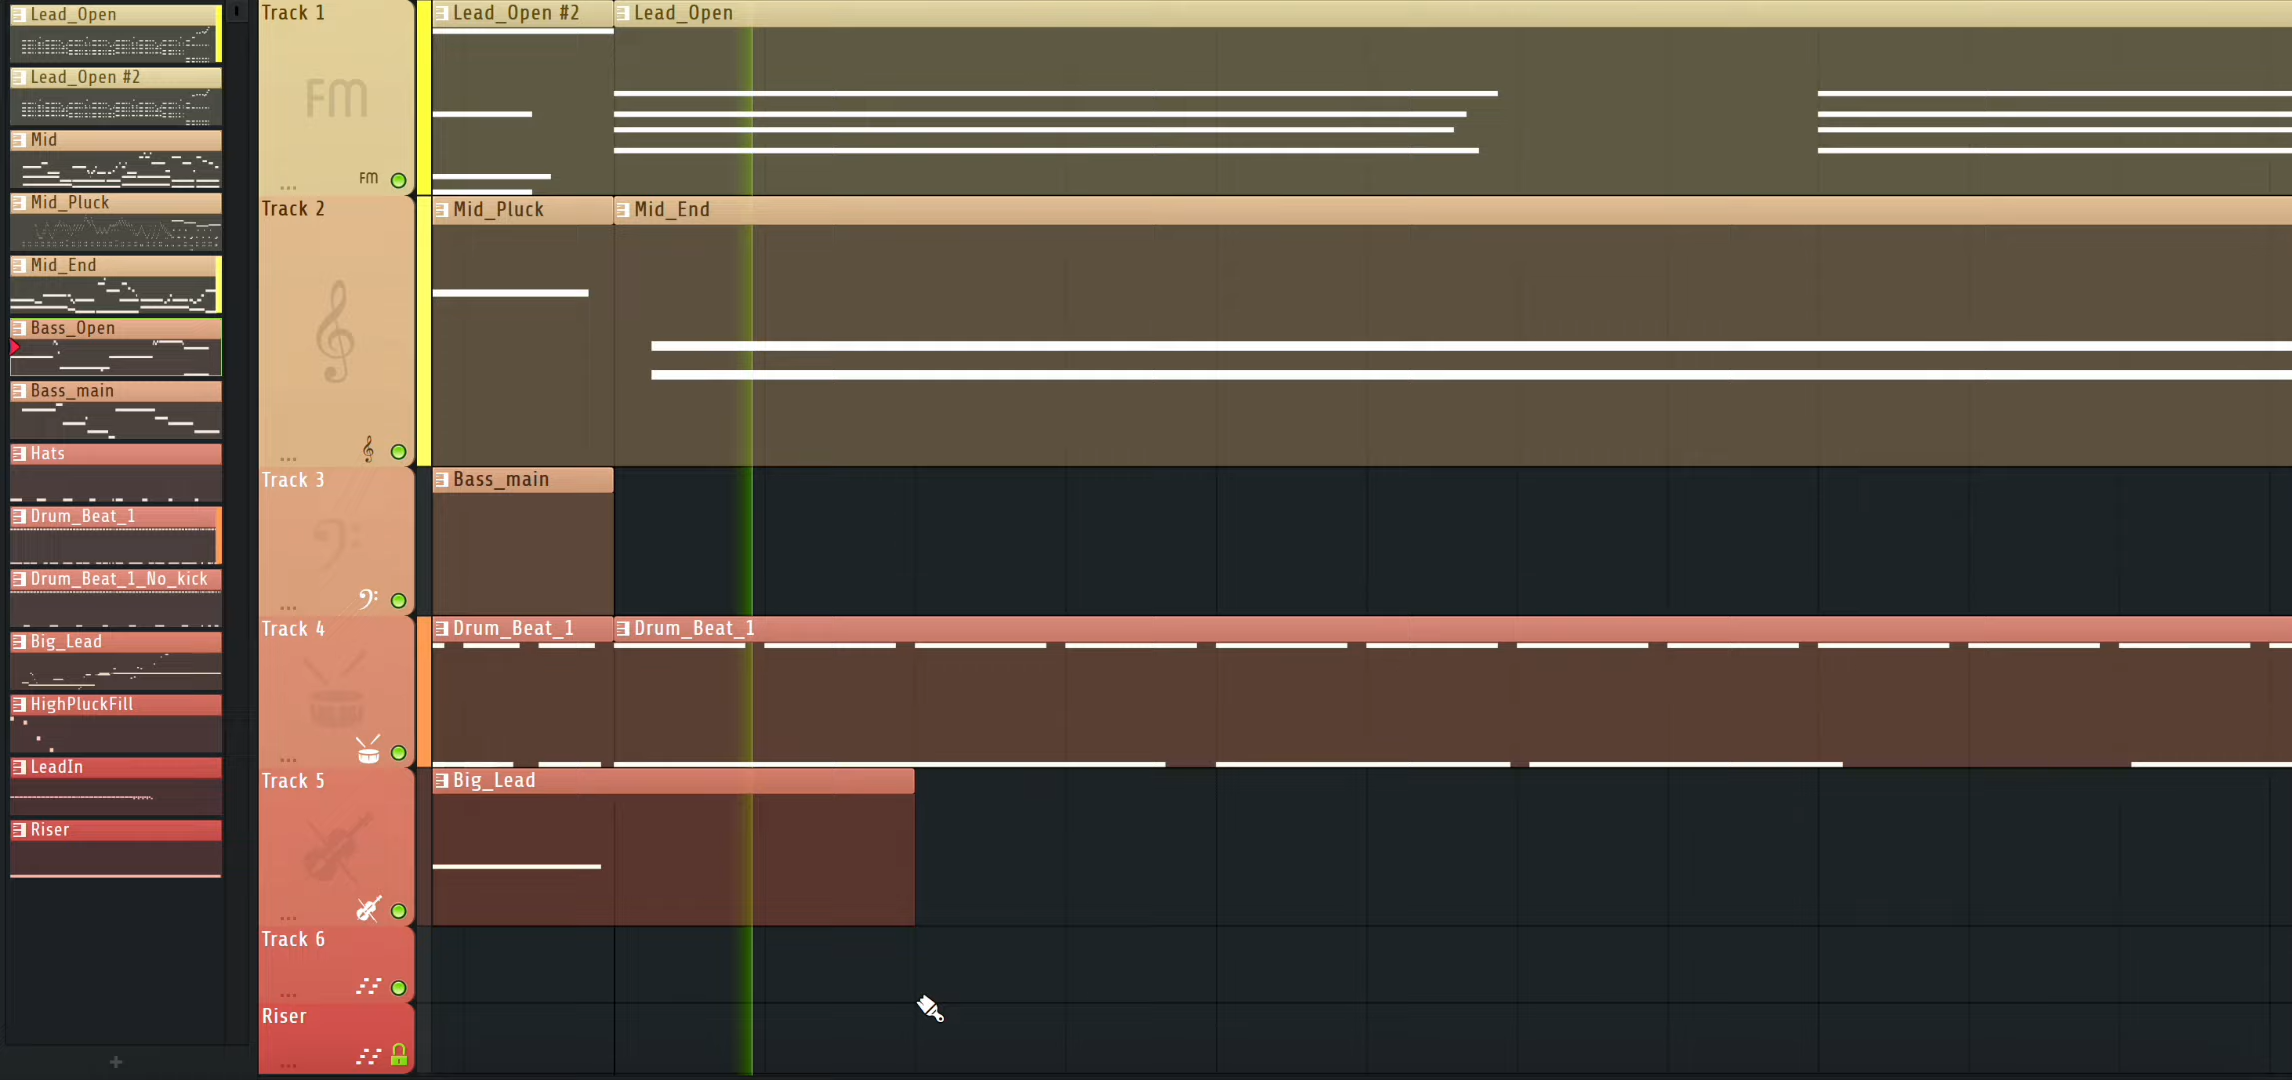 Lead_Open
Lead_Open #2
Mid
Mid_Pluck
Mid_End
Bass_Open
Bass_main
Hats
Drum_Beat_1
Drum_Beat_1_No_kick
Big_Lead
HighPluckFill
LeadIn
Riser
Track 1
FM
FM
...
Lead_Open #2
Lead_Open
Track 2
...
Mid_Pluck
Mid_End
Track 3
...
Bass_main
Track 4
...
Drum_Beat_1
Drum_Beat_1
Track 5
...
Big_Lead
Track 6
...
Riser
...